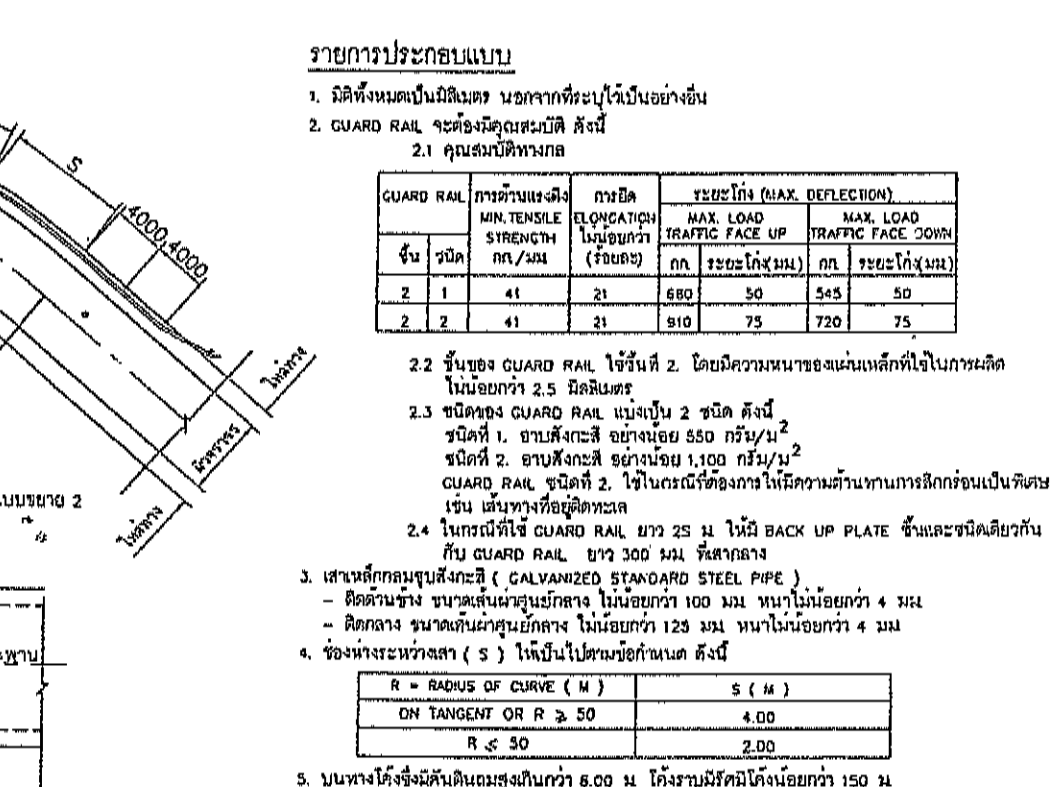 รายการประกอบแบบ
1. มิติทั้งหมดเป็นมิลิเมตร นอกจากที่ระบุไว้เป็นอย่างอื่น
2. GUARD RAIL จะต้องมีคุณสมบัติ ดังนี้
2.1 คุณสมบัติทางกล
GUARD RAIL การต้านแรงดึง การยืด ระยะโก่ง (MAX. DEFLECTION)
MIN. TENSILE ELONGATION MAX. LOAD MAX. LOAD
STRENGTH ไม่น้อยกว่า TRAFFIC FACE UP TRAFFIC FACE DOWN
ชั้น ชนิด กก./มม (ร้อยละ) กก. ระยะโก่ง(มม.) กก. ระยะโก่ง(มม.)
2 1 41 21 680 50 545 50
2 2 41 21 910 75 720 75
2.2 ชั้นของ GUARD RAIL ใช้ชั้นที่ 2. โดยมีความหนาของแผ่นเหล็กที่ใช้ในการผลิต
ไม่น้อยกว่า 2.5 มิลลิเมตร
2.3 ชนิดของ GUARD RAIL แบ่งเป็น 2 ชนิด ดังนี้
ชนิดที่ 1. อาบสังกะสี อย่างน้อย 550 กรัม/ม2
ชนิดที่ 2. อาบสังกะสี อย่างน้อย 1,100 กรัม/ม2
GUARD RAIL ชนิดที่ 2. ใช้ในกรณีที่ต้องการให้มีความต้านทานการสึกกร่อนเป็นพิเศษ
เช่น เส้นทางที่อยู่ติดทะเล
2.4 ในกรณีที่ใช้ GUARD RAIL ยาว ม. ให้มี BACK UP PLATE ชั้นและชนิดเดียวกัน
กับ GUARD RAIL ยาว 300 มม. ที่เสากลาง
3. เสาเหล็กกลมชุบสังกะสี ( GALVANIZED STANDARD STEEL PIPE )
- ติดด้านข้าง ขนาดเส้นผ่าศูนย์กลาง ไม่น้อยกว่า 100 มม. หนาไม่น้อยกว่า 4 มม.
- ติดกลาง ขนาดเส้นผ่าศูนย์กลาง ไม่น้อยกว่า 125 มม. หนาไม่น้อยกว่า 4 มม
4. ช่องห่างระหว่างเสา ( S ) ให้เป็นไปตามข้อกำหนด ดังนี้
R = RADIUS OF CURVE ( M ) S ( M )
ON TANGENT OR R ⩾ 50 4.00
R ⩽ 50 2.00
5. บนทางโค้งซึ่งมีคันดินถมสูงเกินกว่า 6.00 ม. โค้งราบมีรัศมีโค้งน้อยกว่า 150 ม.
S
4000,4000
ไหล่ทาง
ผิวจราจร
ไหล่ทาง
แบบขยาย 2
ะพาน